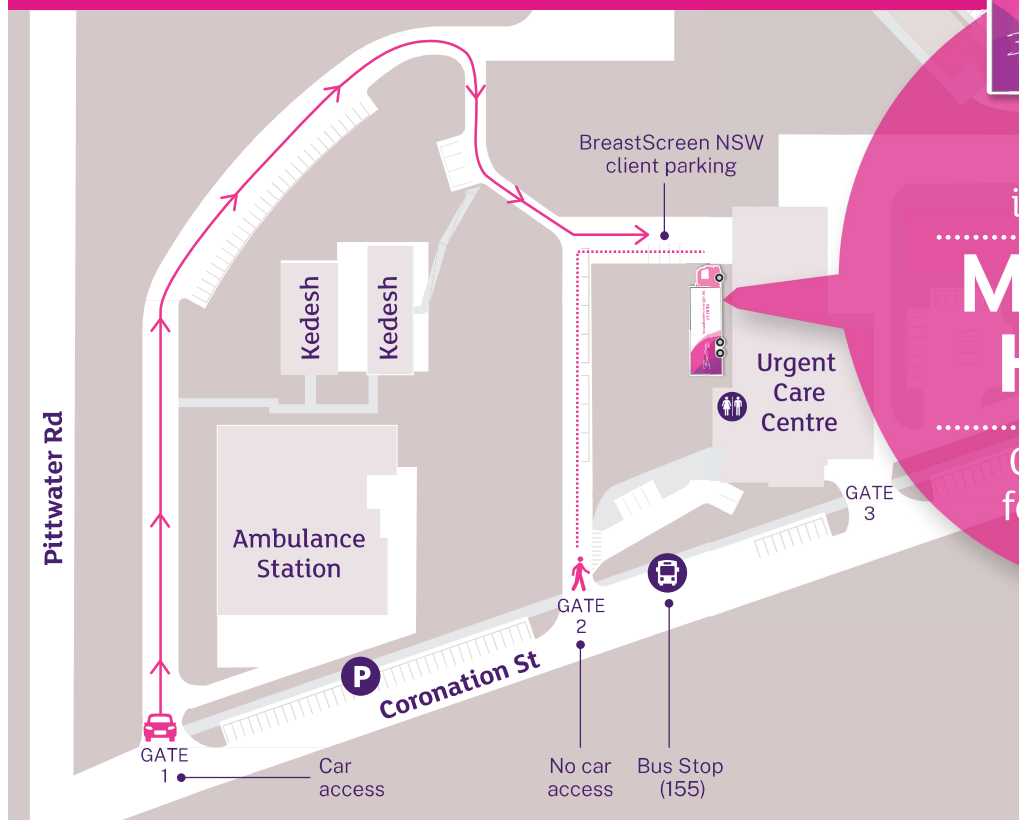 BreastScreen NSW
client parking
Kedesh
Kedesh
Urgent
Care
Centre
Pittwater Rd
GATE
3
Ambulance
Station
GATE
2
P
Coronation St
GATE
1
Car
access
No car
access
Bus Stop
(155)